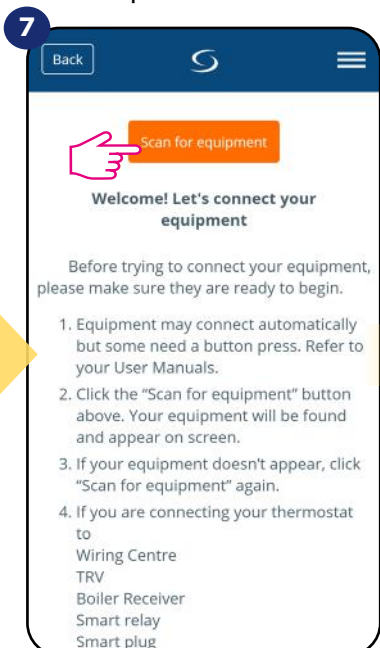 7
Back
Scan for equipment
Welcome! Let's connect your
equipment
Before trying to connect your equipment,
please make sure they are ready to begin.
1. Equipment may connect automatically
but some need a button press. Refer to
your User Manuals.
2. Click the “Scan for equipment” button
above. Your equipment will be found
and appear on screen.
3. If your equipment doesn't appear, click
“Scan for equipment” again.
4. If you are connecting your thermostat
to
Wiring Centre
TRV
Boiler Receiver
Smart relay
Smart plug